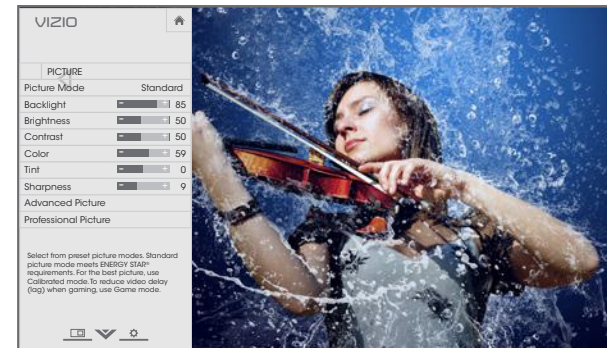 VIZIO
PICTURE
Picture Mode Standard
Backlight 85
Brightness 50
Contrast 50
Color 59
Tint 0
Sharpness 9
Advanced Picture
Professional Picture
Select from preset picture modes. Standard
picture mode meets ENERGY STAR®
requirements. For the best picture, use
Calibrated mode. To reduce video delay
(lag) when gaming, use Game mode.